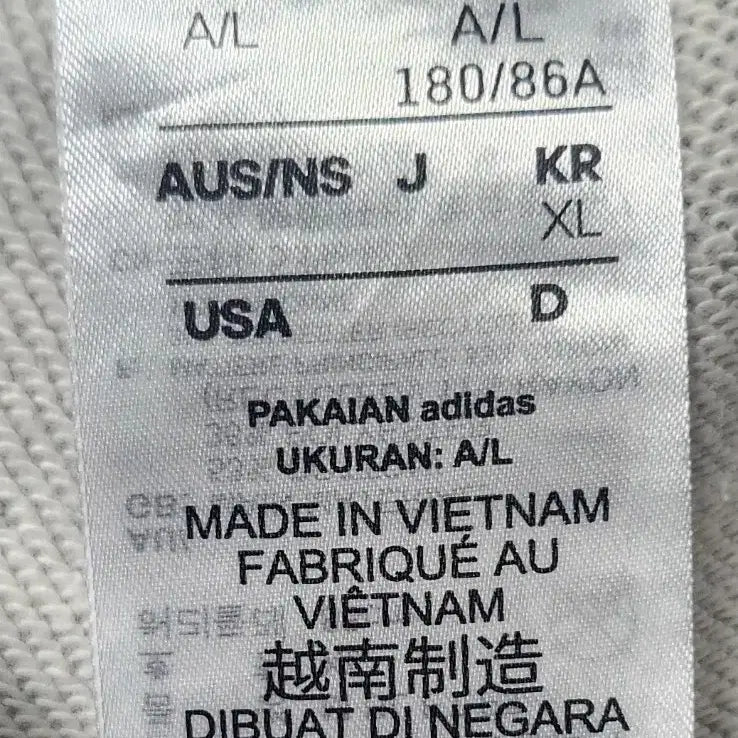 A/L A/L
180/86A
AUS/NS J KR
XL
USA D
PAKAIAN adidas
UKURAN: A/L
MADE IN VIETNAM
FABRIQUÉ AU
VIÊTNAM
越南制造
DIBUAT DI NEGARA